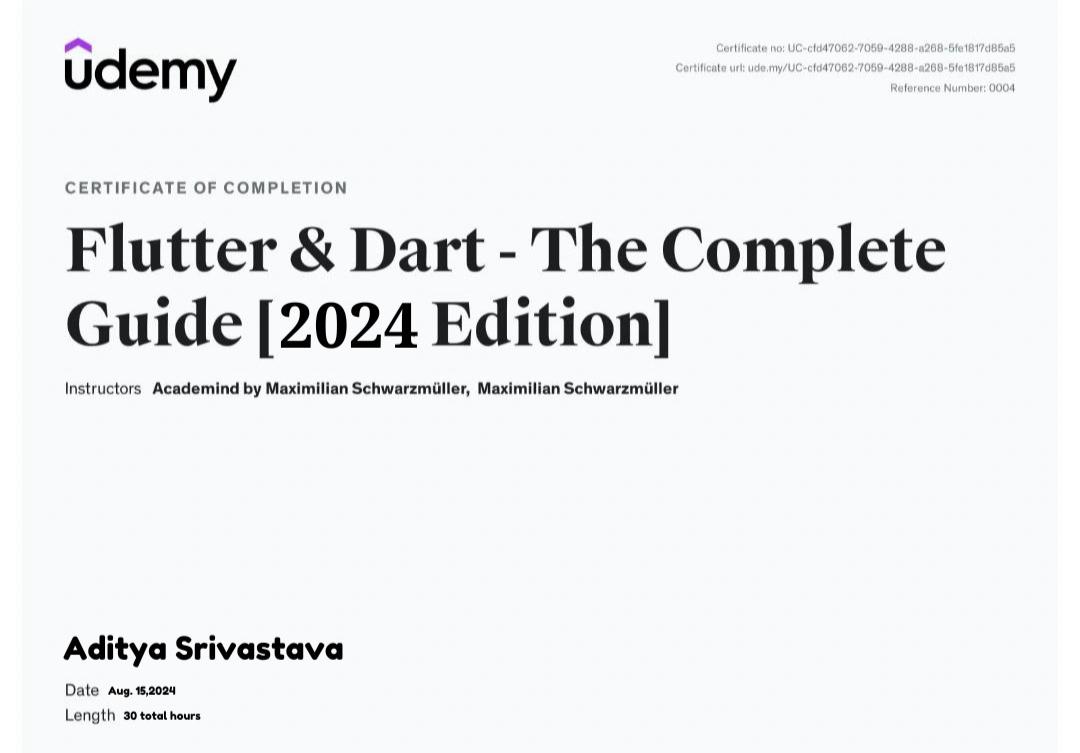 udemy
Certificate no: UC-cfd47062-7059-4288-a268-5fe1817d85a5
Certificate url: ude.my/UC-cfd47062-7059-4288-a268-5fe1817d85a5
Reference Number: 0004
CERTIFICATE OF COMPLETION
Flutter & Dart - The Complete
Guide [2024 Edition]
Instructors Academind by Maximilian Schwarzmüller, Maximilian Schwarzmüller
Aditya Srivastava
Date Aug. 15,2024
Length 30 total hours